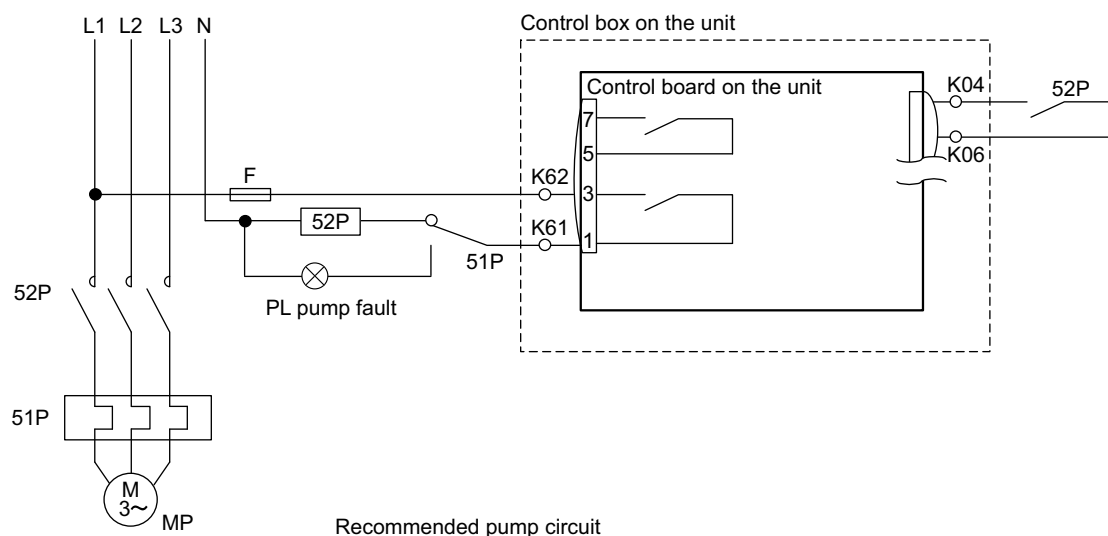 L1 L2 L3 N
Control box on the unit
Control board on the unit
K04
52P
7
5
K06
F
K62
3
52P
K61
1
51P
PL pump fault
52P
51P
M
3~
MP
Recommended pump circuit